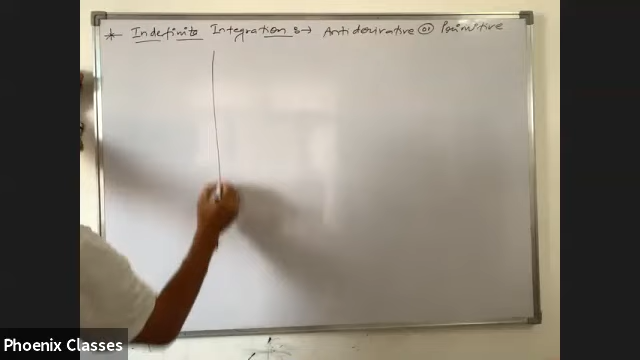 * Indefinite Integration :→ Antiderivative or Primitive
Phoenix Classes